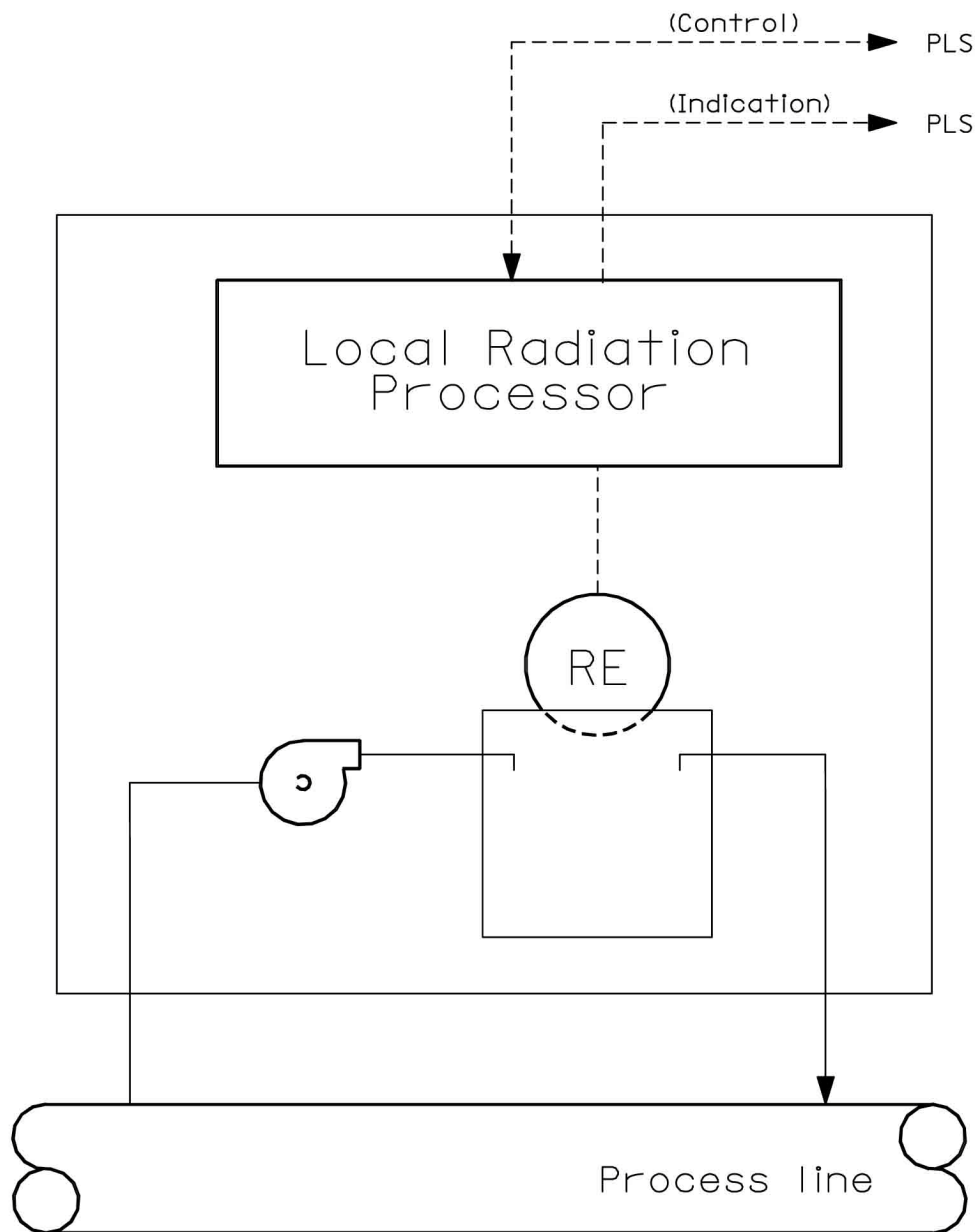 (Control)
PLS
(Indication)
PLS
Local Radiation
Processor
RE
Process line